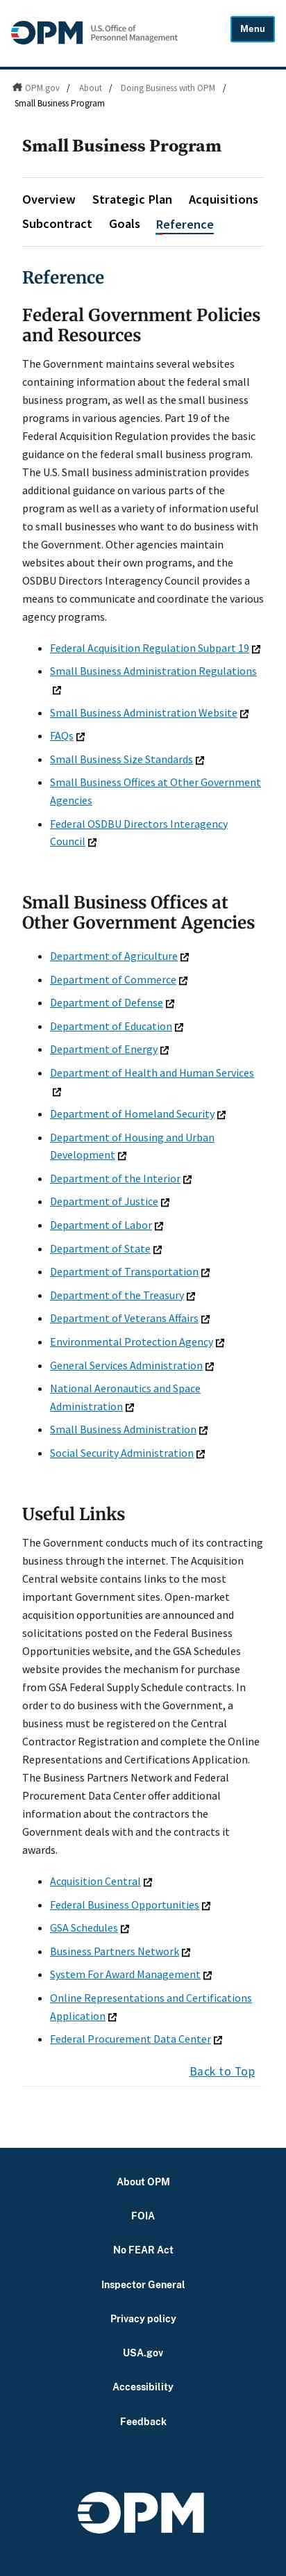 OPM U.S. Office of
Personnel Management
Menu
OPM.gov / About / Doing Business with OPM /
Small Business Program
Small Business Program
Overview Strategic Plan Acquisitions
Subcontract Goals Reference
Reference
Federal Government Policies
and Resources
The Government maintains several websites
containing information about the federal small
business program, as well as the small business
programs in various agencies. Part 19 of the
Federal Acquisition Regulation provides the basic
guidance on the federal small business program.
The U.S. Small business administration provides
additional guidance on various parts of the
program as well as a variety of information useful
to small businesses who want to do business with
the Government. Other agencies maintain
websites about their own programs, and the
OSDBU Directors Interagency Council provides a
means to communicate and coordinate the various
agency programs.
Federal Acquisition Regulation Subpart 19
Small Business Administration Regulations
Small Business Administration Website
FAQs
Small Business Size Standards
Small Business Offices at Other Government
Agencies
Federal OSDBU Directors Interagency
Council
Small Business Offices at
Other Government Agencies
Department of Agriculture
Department of Commerce
Department of Defense
Department of Education
Department of Energy
Department of Health and Human Services
Department of Homeland Security
Department of Housing and Urban
Development
Department of the Interior
Department of Justice
Department of Labor
Department of State
Department of Transportation
Department of the Treasury
Department of Veterans Affairs
Environmental Protection Agency
General Services Administration
National Aeronautics and Space
Administration
Small Business Administration
Social Security Administration
Useful Links
The Government conducts much of its contracting
business through the internet. The Acquisition
Central website contains links to the most
important Government sites. Open-market
acquisition opportunities are announced and
solicitations posted on the Federal Business
Opportunities website, and the GSA Schedules
website provides the mechanism for purchase
from GSA Federal Supply Schedule contracts. In
order to do business with the Government, a
business must be registered on the Central
Contractor Registration and complete the Online
Representations and Certifications Application.
The Business Partners Network and Federal
Procurement Data Center offer additional
information about the contractors the
Government deals with and the contracts it
awards.
Acquisition Central
Federal Business Opportunities
GSA Schedules
Business Partners Network
System For Award Management
Online Representations and Certifications
Application
Federal Procurement Data Center
Back to Top
About OPM
FOIA
No FEAR Act
Inspector General
Privacy policy
USA.gov
Accessibility
Feedback
OPM